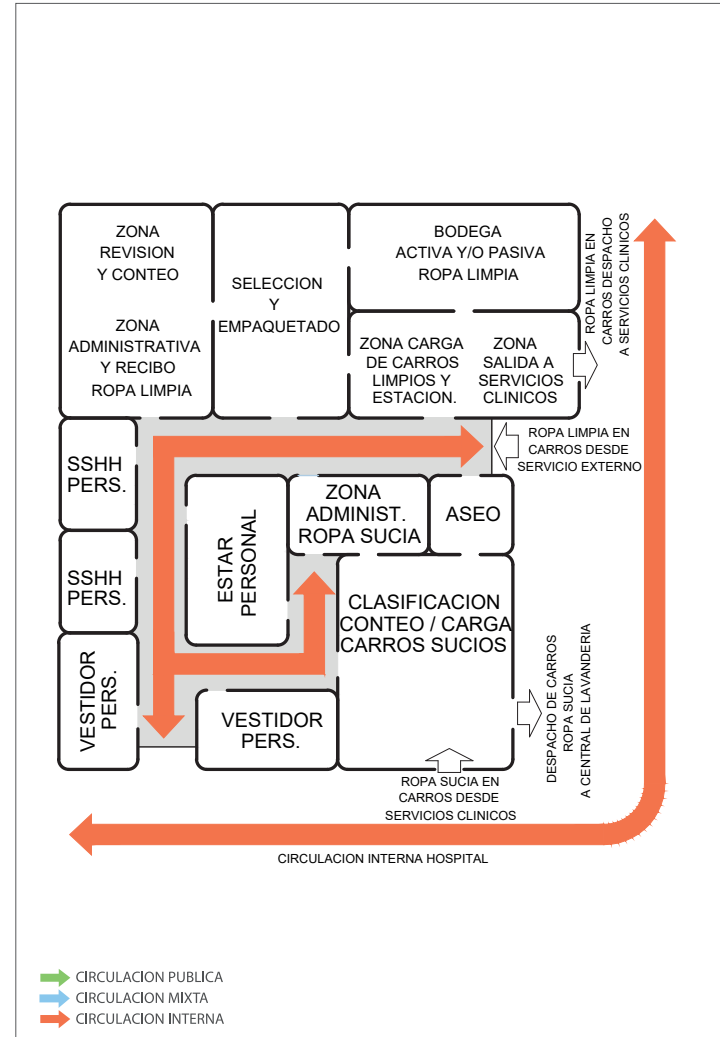 ZONA
REVISION
Y CONTEO
ZONA
ADMINISTRATIVA
Y RECIBO
ROPA LIMPIA
SELECCION
Y
EMPAQUETADO
BODEGA
ACTIVA Y/O PASIVA
ROPA LIMPIA
ZONA CARGA
DE CARROS
LIMPIOS Y
ESTACION.
ZONA
SALIDA A
SERVICIOS
CLINICOS
ROPA LIMPIA EN
CARROS DESPACHO
A SERVICIOS CLINICOS
ROPA LIMPIA EN
CARROS DESDE
SERVICIO EXTERNO
SSHH
PERS.
SSHH
PERS.
VESTIDOR
PERS.
ESTAR
PERSONAL
ZONA
ADMINIST.
ROPA SUCIA
ASEO
CLASIFICACION
CONTEO / CARGA
CARROS SUCIOS
VESTIDOR
PERS.
DESPACHO DE CARROS
ROPA SUCIA
A CENTRAL DE LAVANDERIA
ROPA SUCIA EN
CARROS DESDE
SERVICIOS CLINICOS
CIRCULACION INTERNA HOSPITAL
CIRCULACION PUBLICA
CIRCULACION MIXTA
CIRCULACION INTERNA